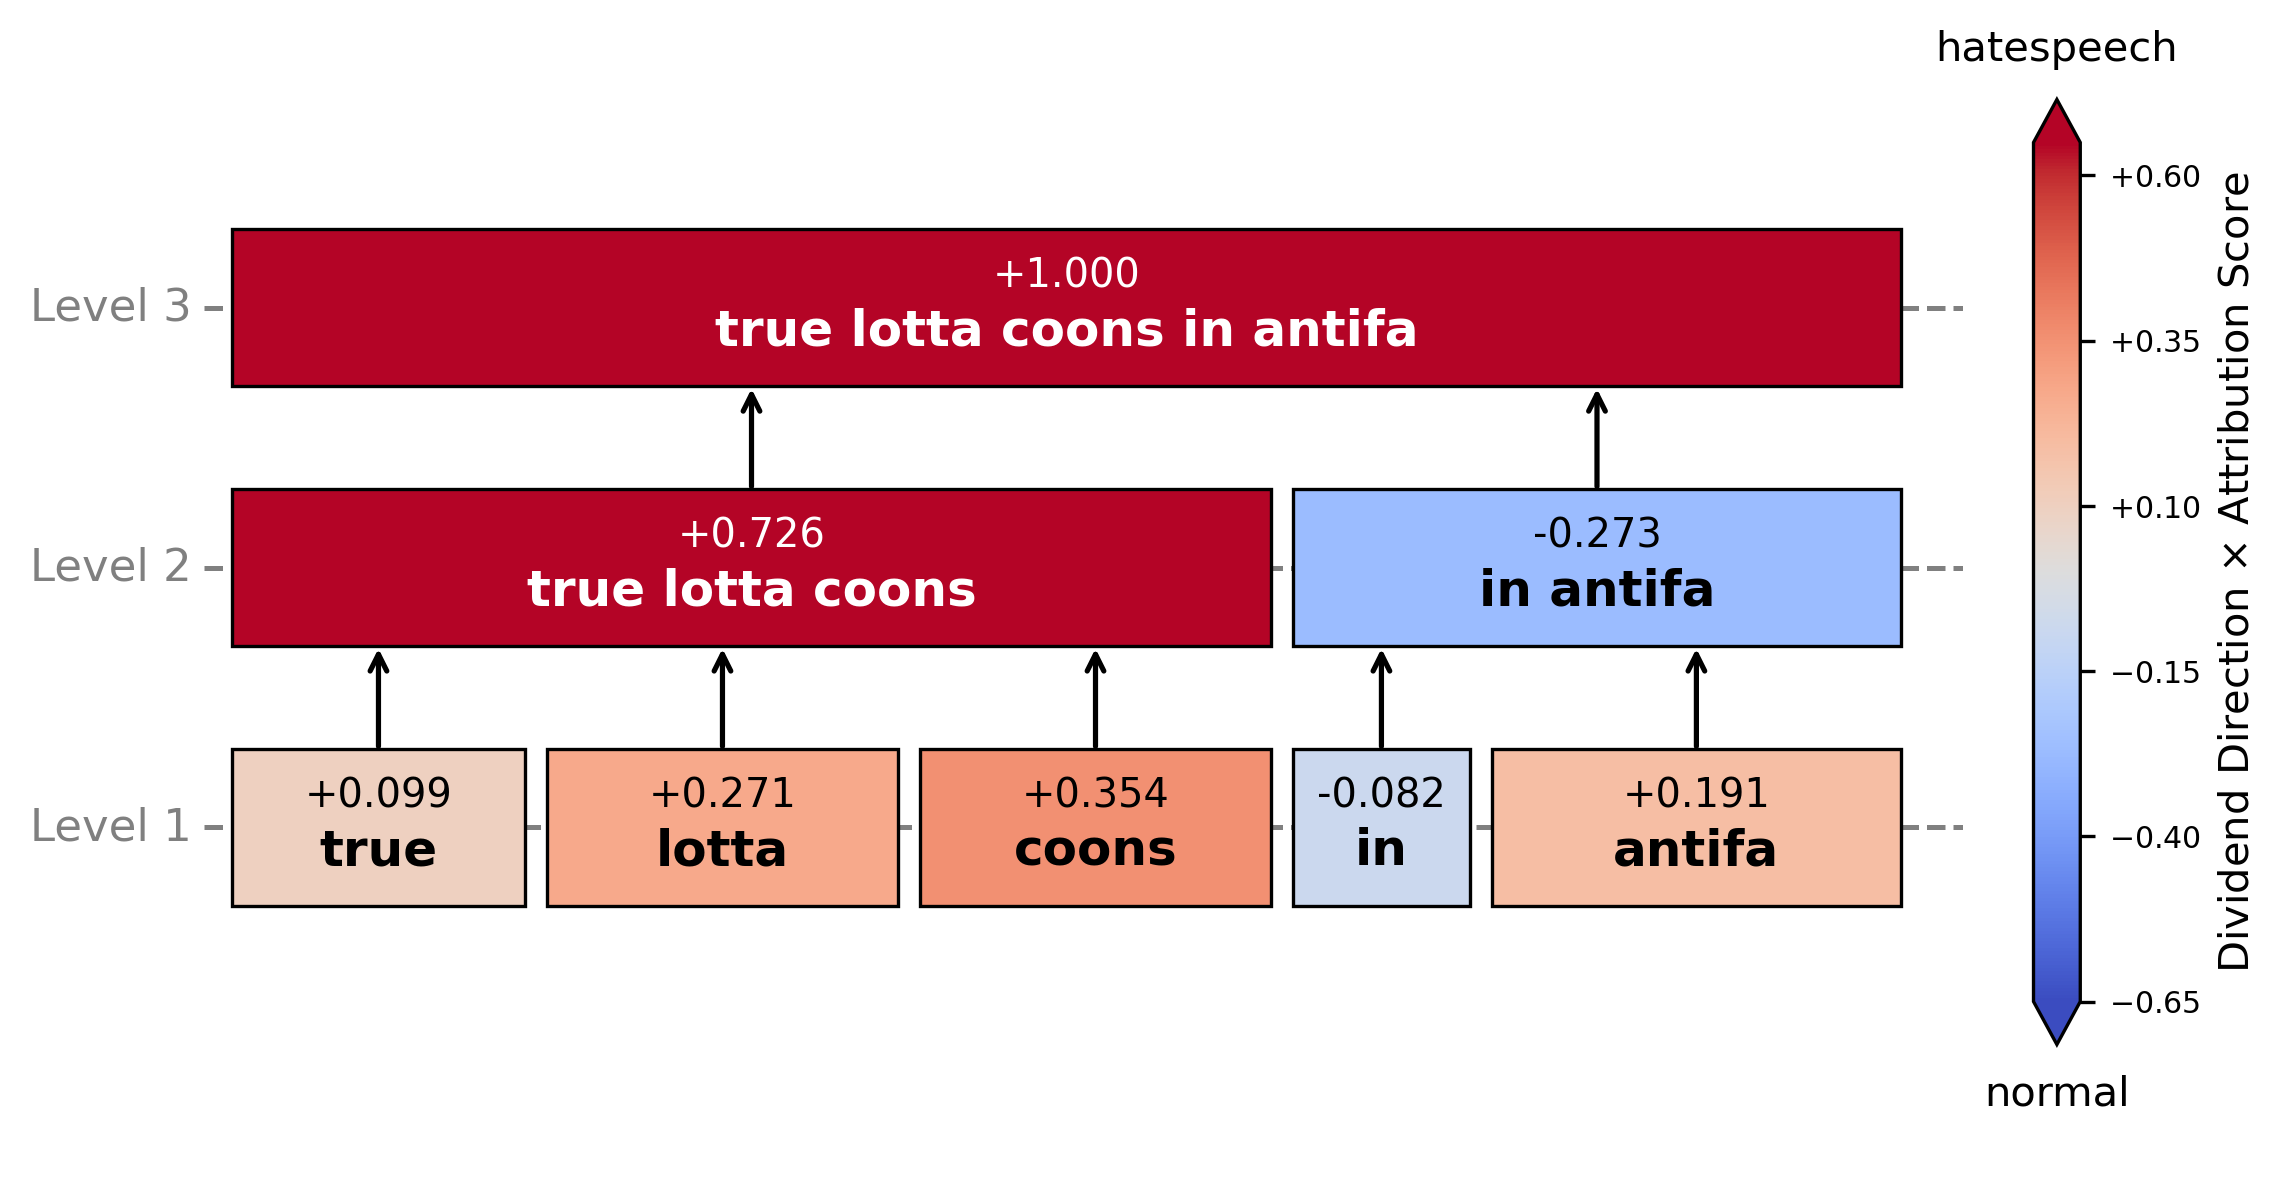 hatespeech
Level 3
+1.000
true lotta coons in antifa
Level 2
+0.726
true lotta coons
-0.273
in antifa
Level 1
+0.099
true
+0.271
lotta
+0.354
coons
-0.082
in
+0.191
antifa
+0.60
+0.35
+0.10
−0.15
−0.40
−0.65
Dividend Direction × Attribution Score
normal